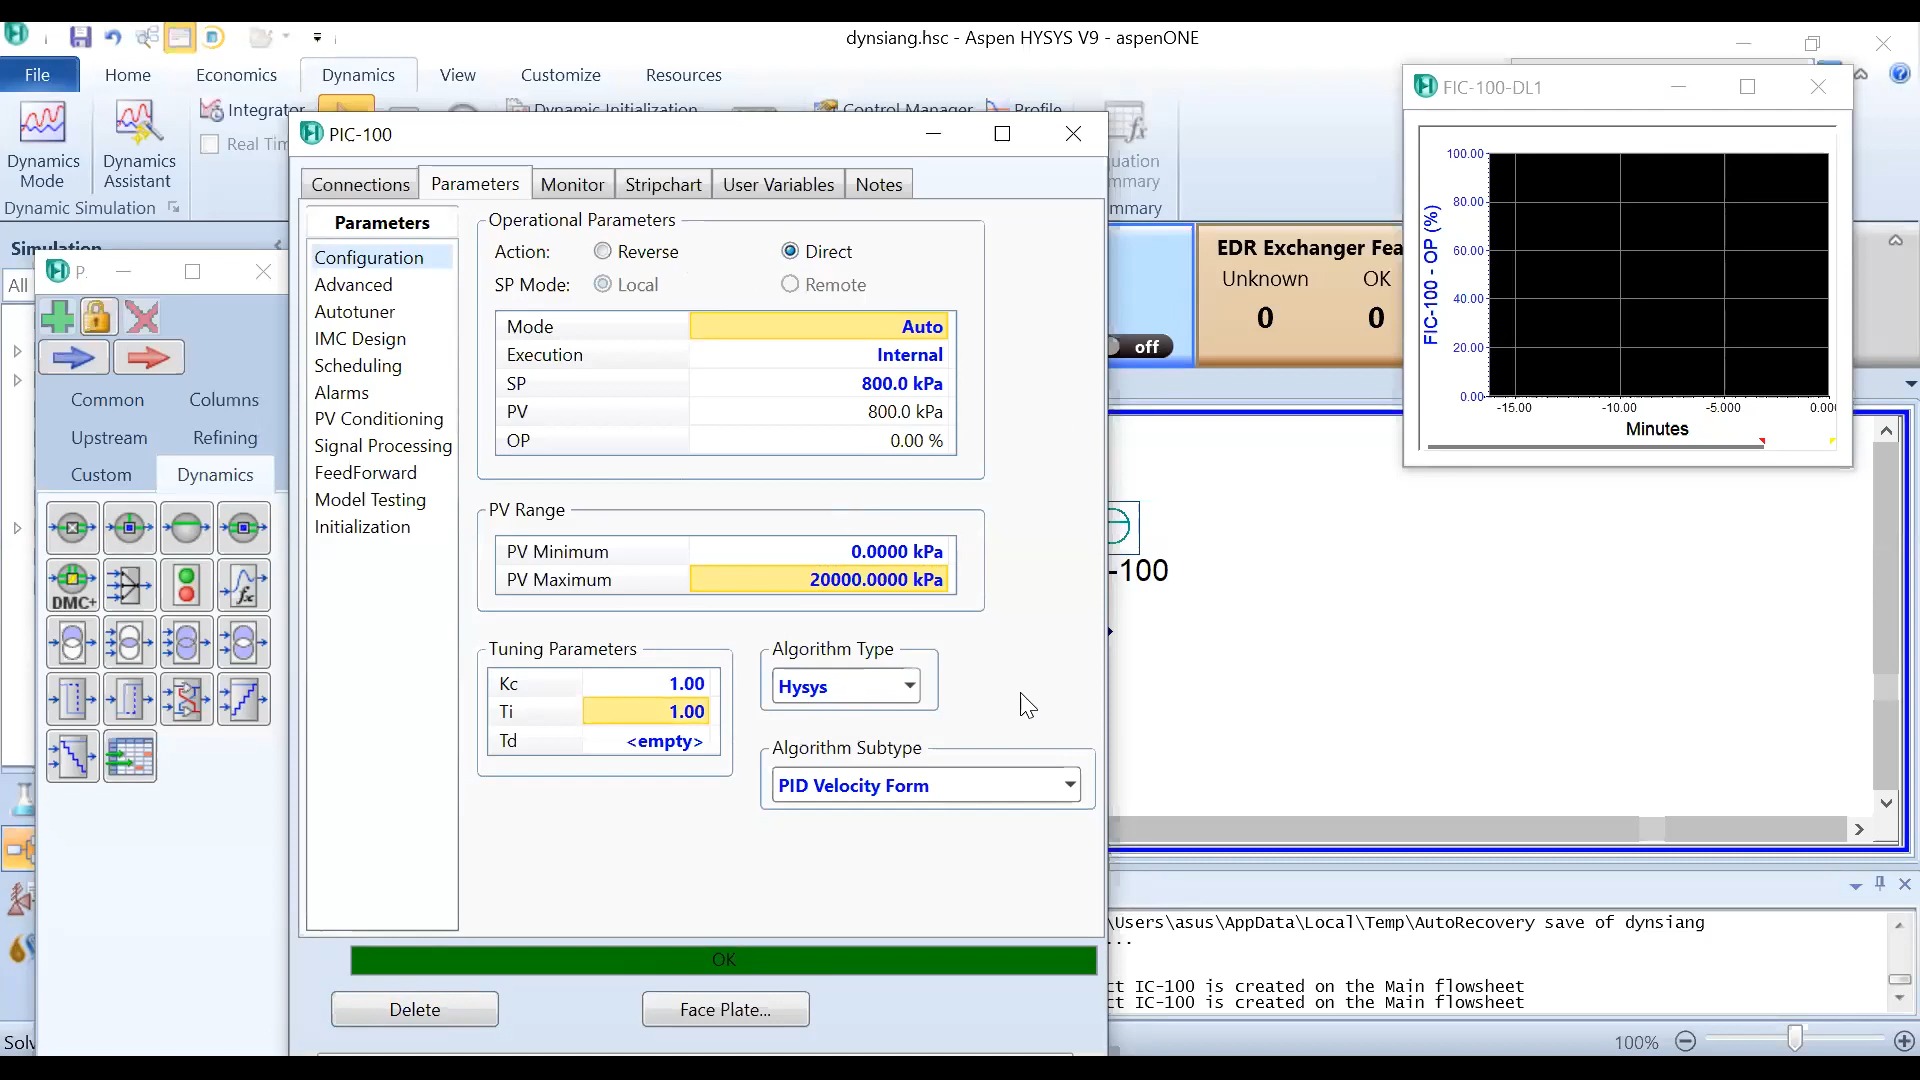 dynsiang.hsc - Aspen HYSYS V9 - aspenONE
File
Home
Economics
Dynamics
View
Customize
Resources
Dynamics
Mode
Dynamics
Assistant
Integrator
Real Tim
Dynamic Initialization
Control Manager
Profile
Dynamic Simulation
Simulation
All
P.
Common
Columns
Upstream
Refining
Custom
Dynamics
DMC+
PIC-100
Connections
Parameters
Monitor
Stripchart
User Variables
Notes
Parameters
Configuration
Advanced
Autotuner
IMC Design
Scheduling
Alarms
PV Conditioning
Signal Processing
FeedForward
Model Testing
Initialization
Operational Parameters
Action:
Reverse
Direct
SP Mode:
Local
Remote
Mode
Auto
Execution
Internal
SP
800.0 kPa
PV
800.0 kPa
OP
0.00 %
PV Range
PV Minimum
0.0000 kPa
PV Maximum
20000.0000 kPa
Tuning Parameters
Kc
1.00
Ti
1.00
Td
<empty>
Algorithm Type
Hysys
Algorithm Subtype
PID Velocity Form
OK
Delete
Face Plate...
uation
mmary
mmary
off
EDR Exchanger Fea
Unknown
OK
0
0
FIC-100-DL1
FIC-100 - OP (%)
100.00
80.00
60.00
40.00
20.00
0.00
-15.00
-10.00
-5.000
0.00
Minutes
-100
\Users\asus\AppData\Local\Temp\AutoRecovery save of dynsiang
...
ct IC-100 is created on the Main flowsheet
ct IC-100 is created on the Main flowsheet
Solv
100%